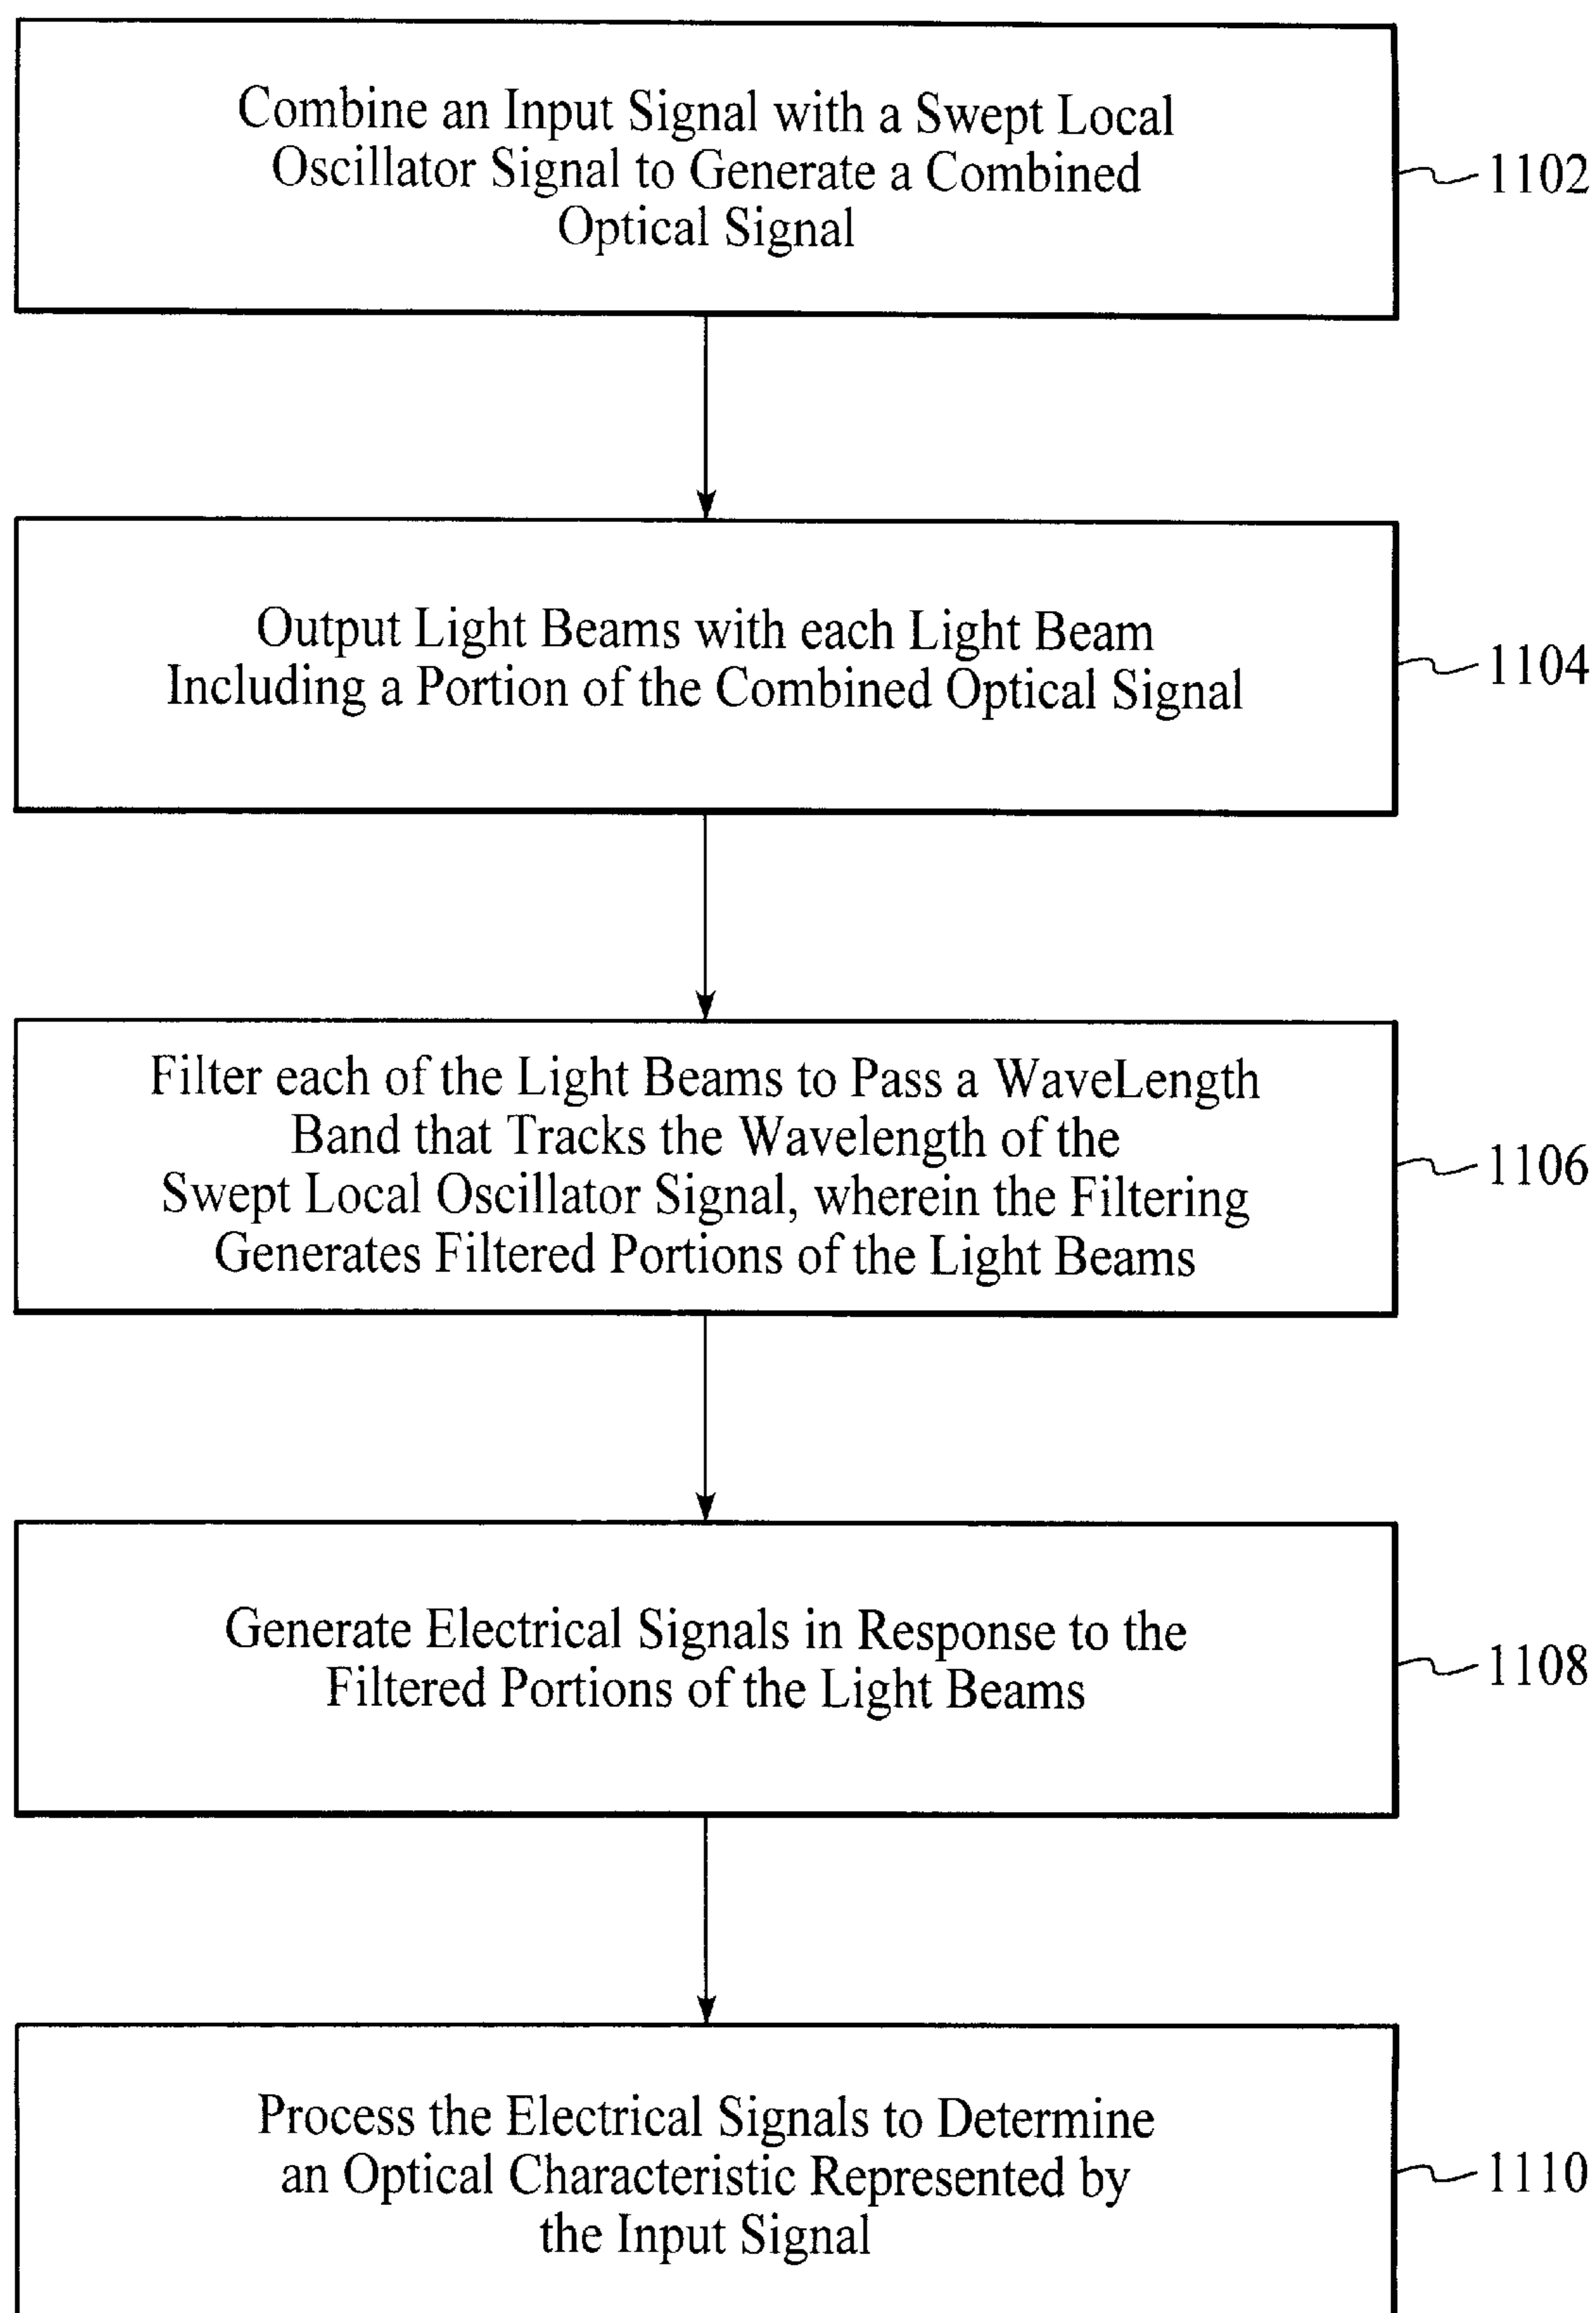 Combine an Input Signal with a Swept Local
Oscillator Signal to Generate a Combined
Optical Signal
1102
Output Light Beams with each Light Beam
Including a Portion of the Combined Optical Signal
1104
Filter each of the Light Beams to Pass a WaveLength
Band that Tracks the Wavelength of the
Swept Local Oscillator Signal, wherein the Filtering
Generates Filtered Portions of the Light Beams
1106
Generate Electrical Signals in Response to the
Filtered Portions of the Light Beams
1108
Process the Electrical Signals to Determine
an Optical Characteristic Represented by
the Input Signal
1110